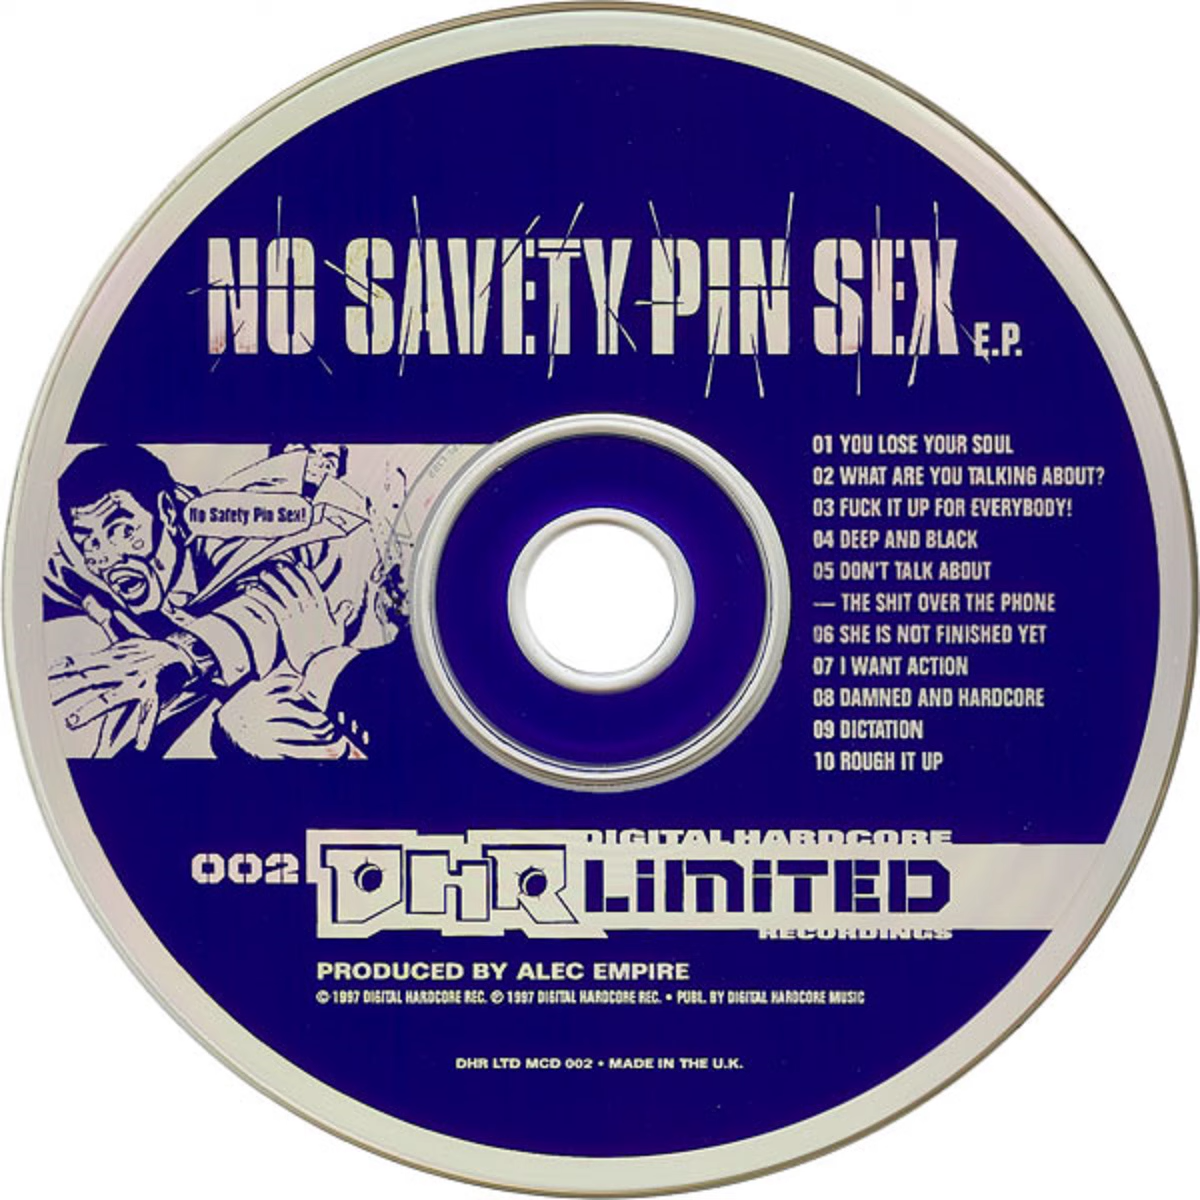 NO SAVETY PIN SEX E.P.
No Safety Pin Sex!
01 YOU LOSE YOUR SOUL
02 WHAT ARE YOU TALKING ABOUT?
03 FUCK IT UP FOR EVERYBODY!
04 DEEP AND BLACK
05 DON'T TALK ABOUT
— THE SHIT OVER THE PHONE
06 SHE IS NOT FINISHED YET
07 I WANT ACTION
08 DAMNED AND HARDCORE
09 DICTATION
10 ROUGH IT UP
DIGITAL HARDCORE
002 DHR LIMITED
RECORDINGS
PRODUCED BY ALEC EMPIRE
© 1997 DIGITAL HARDCORE REC. ℗ 1997 DIGITAL HARDCORE REC. • PUBL. BY DIGITAL HARDCORE MUSIC
DHR LTD MCD 002 • MADE IN THE U.K.